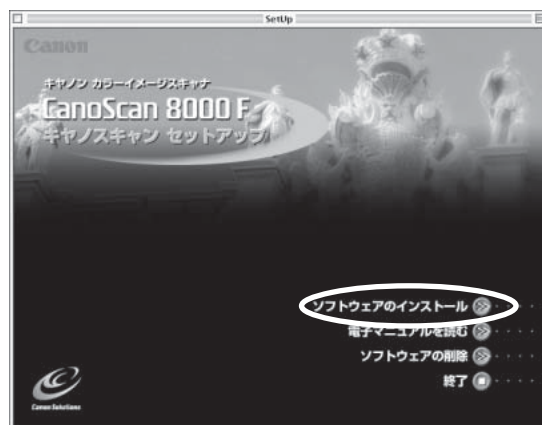 SetUp
Canon
キヤノン カラーイメージスキャナ
CanoScan 8000 F
キヤノスキャン セットアップ
ソフトウェアのインストール
電子マニュアルを読む
ソフトウェアの削除
終了
Canon Solutions